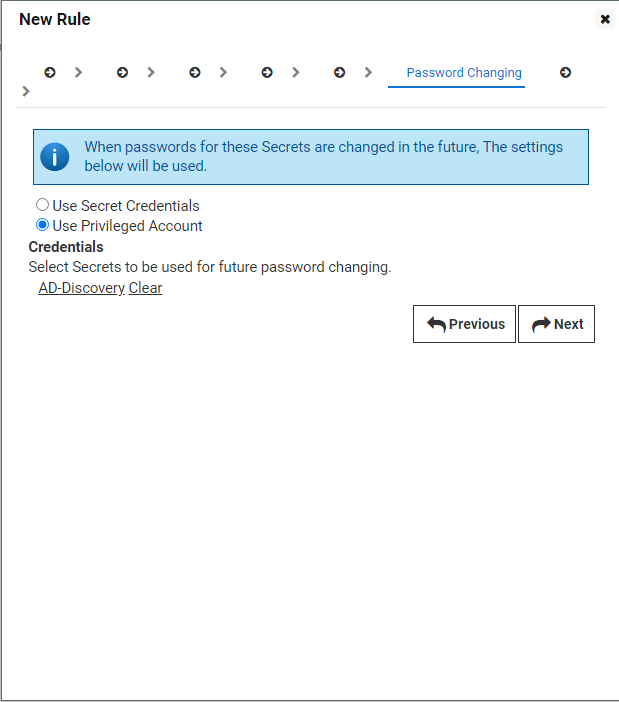 New Rule
Password Changing
When passwords for these Secrets are changed in the future, The settings
below will be used.
Use Secret Credentials
Use Privileged Account
Credentials
Select Secrets to be used for future password changing.
AD-Discovery Clear
Previous Next